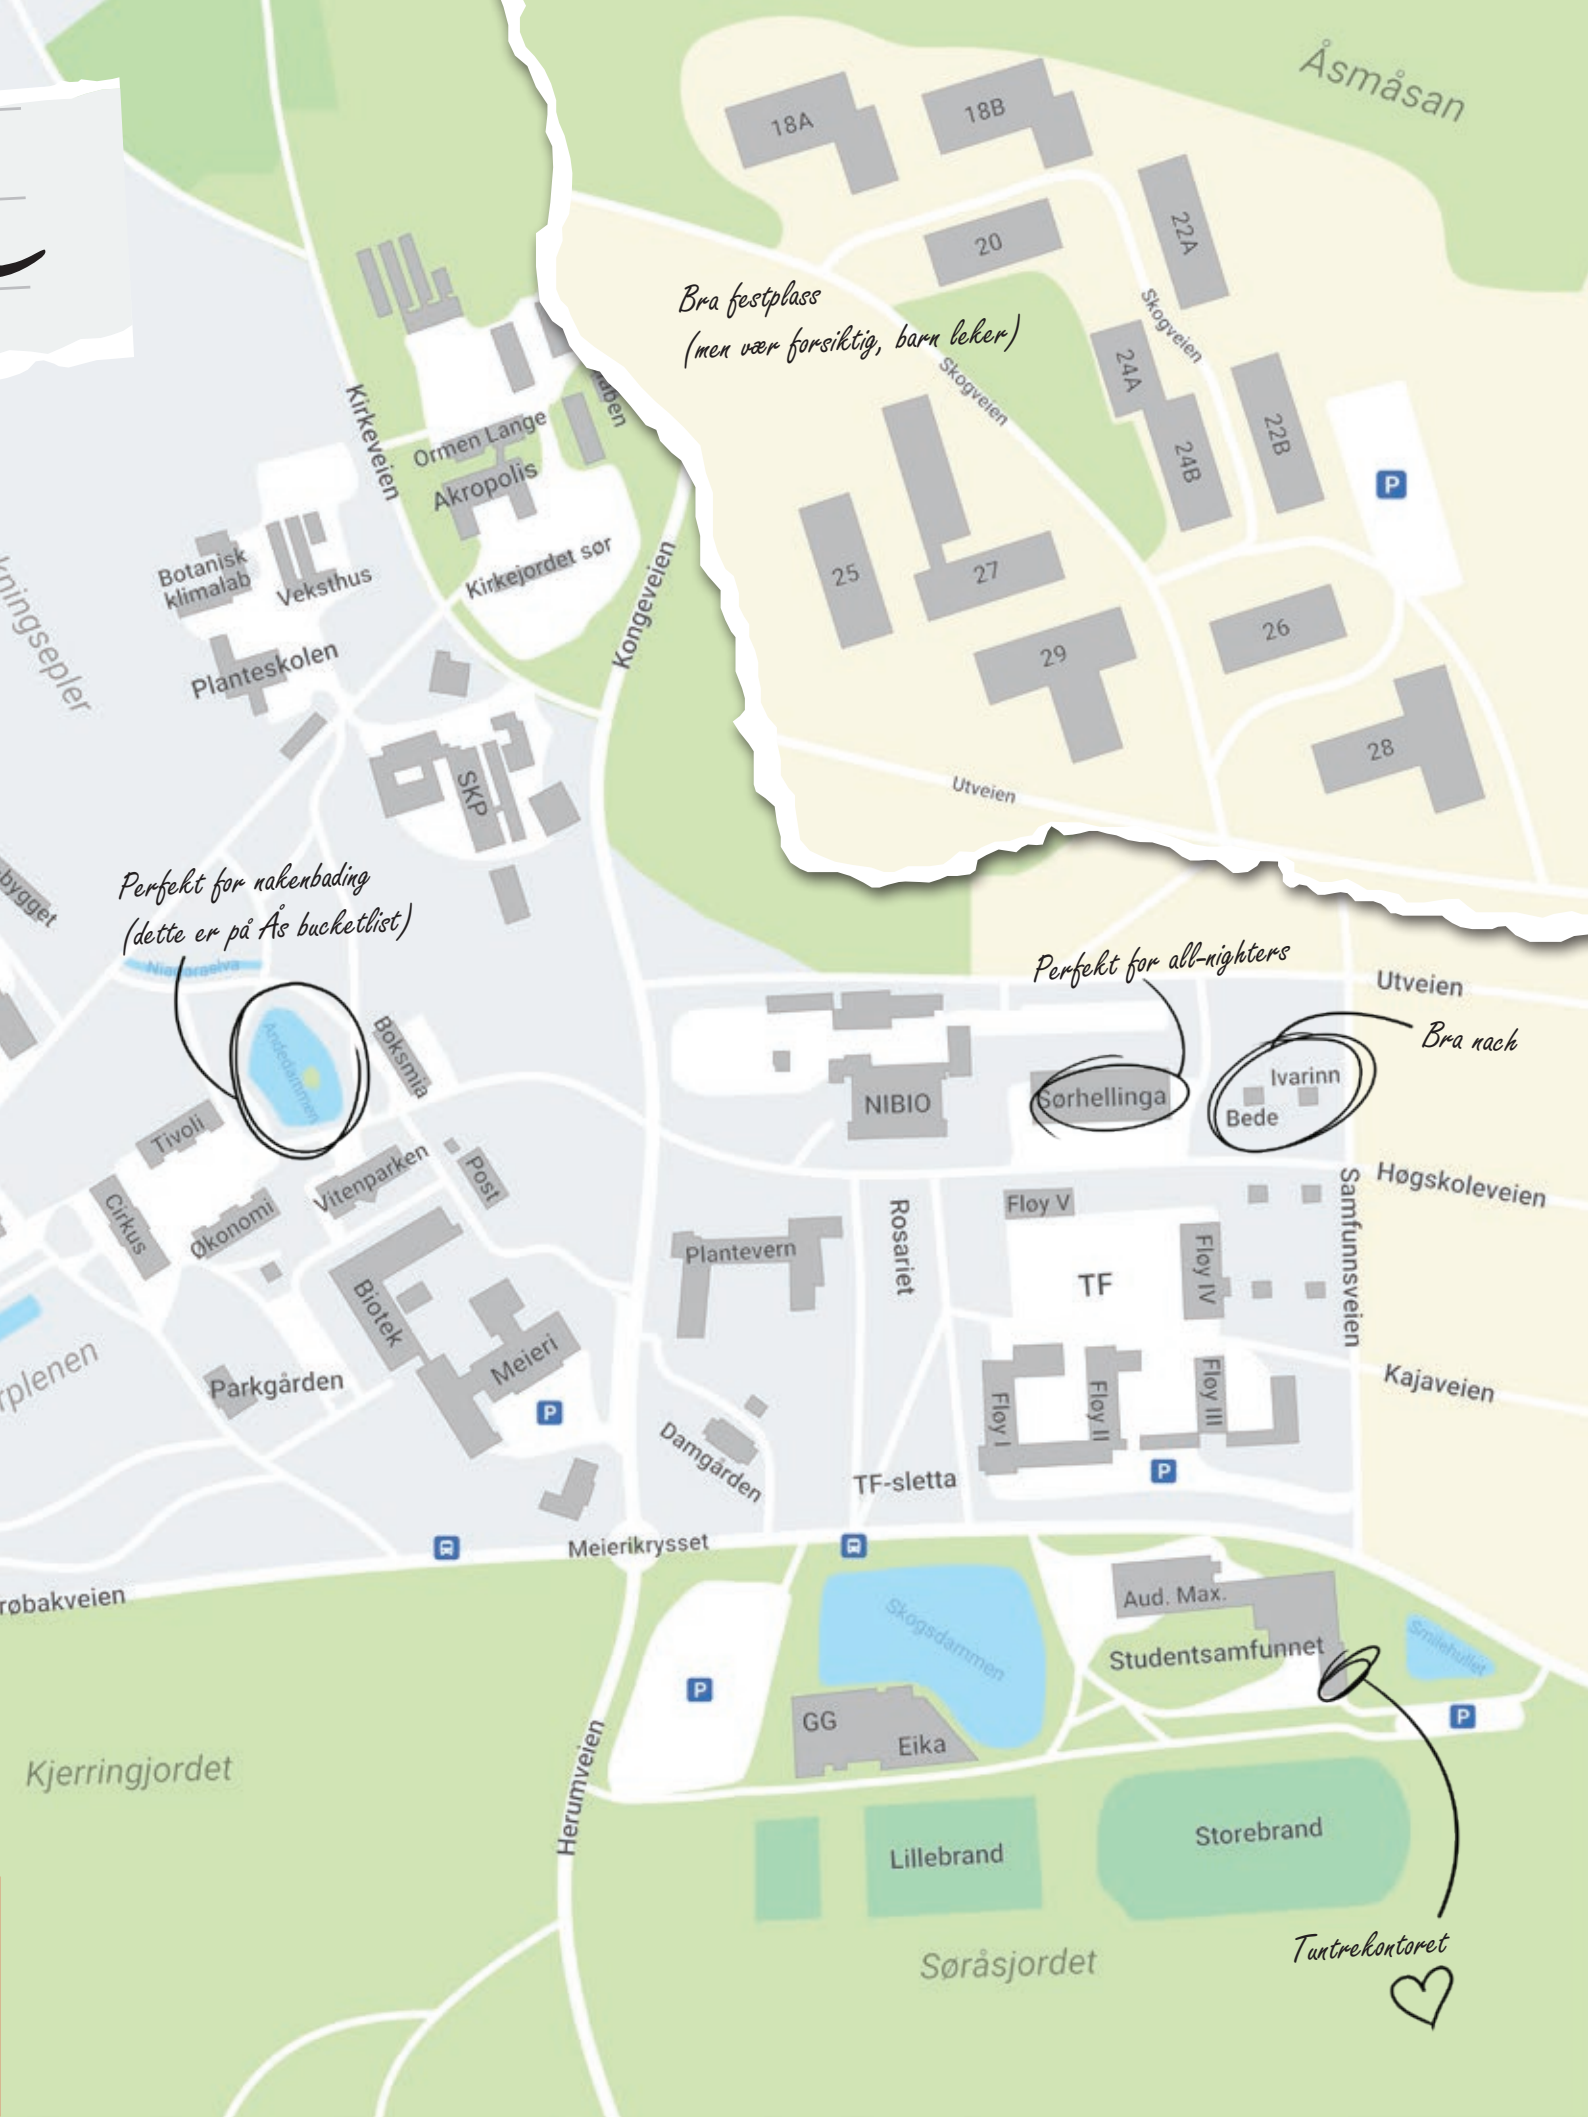 Åsmåsan
18A
18B
20
22A
Skogveien
Bra festplass
(men vær forsiktig, barn leker)
Skogveien
24A
24B
22B
P
25
27
26
29
28
Utveien
Kirkeveien
Ormen Lange
Akropolis
Kirkejordet sør
Kongeveien
Botanisk
klimalab
Veksthus
Planteskolen
SKP
Perfekt for nakenbading
(dette er på Ås bucketlist)
Andedammen
Boksmia
Tivoli
Cirkus
Økonomi
Vitenparken
Post
Biotek
Meieri
Parkgården
P
Perfekt for all-nighters
Utveien
Bra nach
NIBIO
Sørhellinga
Ivarinn
Bede
Høgskoleveien
Samfunnsveien
Rosariet
Plantevern
Fløy V
Fløy IV
TF
Fløy I
Fløy II
Fløy III
Kajaveien
Damgården
TF-sletta
P
Meierikrysset
Skogsdammen
Aud. Max.
Studentsamfunnet
Smilehullet
P
P
GG
Eika
Kjerringjordet
Herumveien
Lillebrand
Storebrand
Søråsjordet
Tuntrekontoret